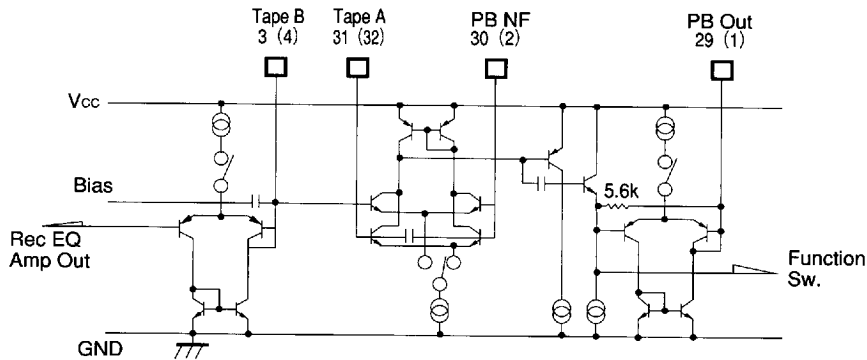 Tape B
3 (4)
Tape A
31 (32)
PB NF
30 (2)
PB Out
29 (1)
Vcc
Bias
5.6k
Rec EQ
Amp Out
Function
Sw.
GND